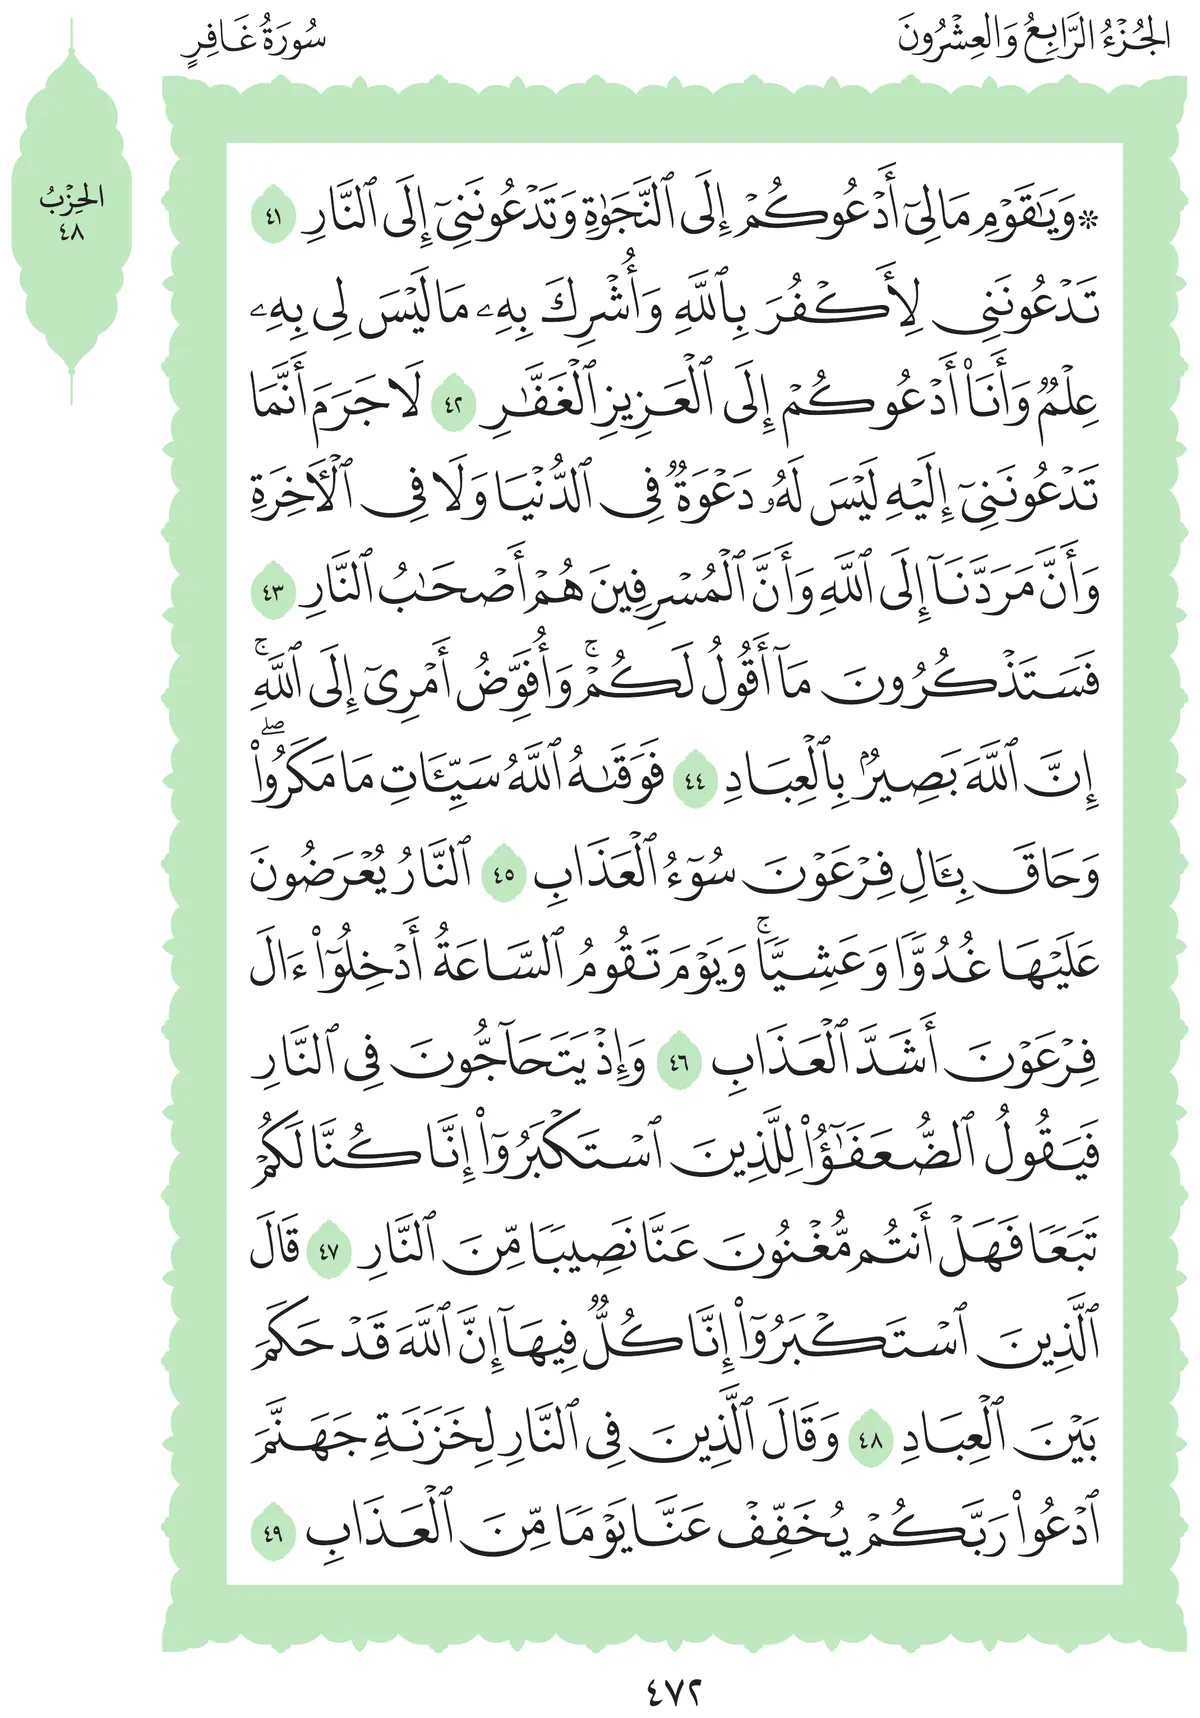 الجُزْءُ الرَّابِعُ وَالعِشْرُونَ
سُورَةُ غَافِرٍ
الحِزْبُ
٤٨
۞ وَيَٰقَوْمِ مَا لِيٓ أَدْعُوكُمْ إِلَى ٱلنَّجَوٰةِ وَتَدْعُونَنِيٓ إِلَى ٱلنَّارِ ٤١
تَدْعُونَنِي لِأَكْفُرَ بِٱللَّهِ وَأُشْرِكَ بِهِۦ مَا لَيْسَ لِي بِهِۦ
عِلْمٞ وَأَنَا۠ أَدْعُوكُمْ إِلَى ٱلْعَزِيزِ ٱلْغَفَّٰرِ ٤٢ لَا جَرَمَ أَنَّمَا
تَدْعُونَنِيٓ إِلَيْهِ لَيْسَ لَهُۥ دَعْوَةٞ فِي ٱلدُّنْيَا وَلَا فِي ٱلْأٓخِرَةِ
وَأَنَّ مَرَدَّنَآ إِلَى ٱللَّهِ وَأَنَّ ٱلْمُسْرِفِينَ هُمْ أَصْحَٰبُ ٱلنَّارِ ٤٣
فَسَتَذْكُرُونَ مَآ أَقُولُ لَكُمْۚ وَأُفَوِّضُ أَمْرِيٓ إِلَى ٱللَّهِۚ
إِنَّ ٱللَّهَ بَصِيرُۢ بِٱلْعِبَادِ ٤٤ فَوَقَىٰهُ ٱللَّهُ سَيِّـَٔاتِ مَا مَكَرُواْۖ
وَحَاقَ بِـَٔالِ فِرْعَوْنَ سُوٓءُ ٱلْعَذَابِ ٤٥ ٱلنَّارُ يُعْرَضُونَ
عَلَيْهَا غُدُوّٗا وَعَشِيّٗاۚ وَيَوْمَ تَقُومُ ٱلسَّاعَةُ أَدْخِلُوٓاْ ءَالَ
فِرْعَوْنَ أَشَدَّ ٱلْعَذَابِ ٤٦ وَإِذْ يَتَحَآجُّونَ فِي ٱلنَّارِ
فَيَقُولُ ٱلضُّعَفَٰٓؤُاْ لِلَّذِينَ ٱسْتَكْبَرُوٓاْ إِنَّا كُنَّا لَكُمْ
تَبَعٗا فَهَلْ أَنتُم مُّغْنُونَ عَنَّا نَصِيبٗا مِّنَ ٱلنَّارِ ٤٧ قَالَ
ٱلَّذِينَ ٱسْتَكْبَرُوٓاْ إِنَّا كُلّٞ فِيهَآ إِنَّ ٱللَّهَ قَدْ حَكَمَ
بَيْنَ ٱلْعِبَادِ ٤٨ وَقَالَ ٱلَّذِينَ فِي ٱلنَّارِ لِخَزَنَةِ جَهَنَّمَ
ٱدْعُواْ رَبَّكُمْ يُخَفِّفْ عَنَّا يَوْمٗا مِّنَ ٱلْعَذَابِ ٤٩
٤٧٢